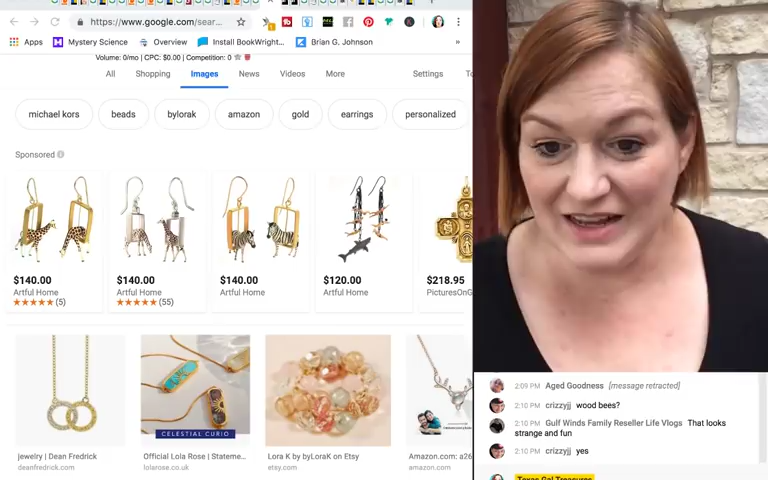 https://www.google.com/sear...
Apps Mystery Science Overview Install BookWright... Brian G. Johnson »
Volume: 0/mo | CPC: $0.00 | Competition: 0
All Shopping Images News Videos More Settings To
michael kors beads bylorak amazon gold earrings personalized
Sponsored
$140.00 $140.00 $140.00 $120.00 $218.95
Artful Home Artful Home Artful Home Artful Home PicturesOnG
(5) (55)
CELESTIAL CURIO
jewelry | Dean Fredrick Official Lola Rose | Stateme... Lora K by byLoraK on Etsy Amazon.com: a26
deanfredrick.com lolarose.co.uk etsy.com amazon.com
2:09 PM Aged Goodness [message retracted]
2:10 PM crizzyjj wood bees?
2:10 PM Gulf Winds Family Reseller Life Vlogs That looks
strange and fun
2:10 PM crizzyjj yes
Texas Gal Treasures